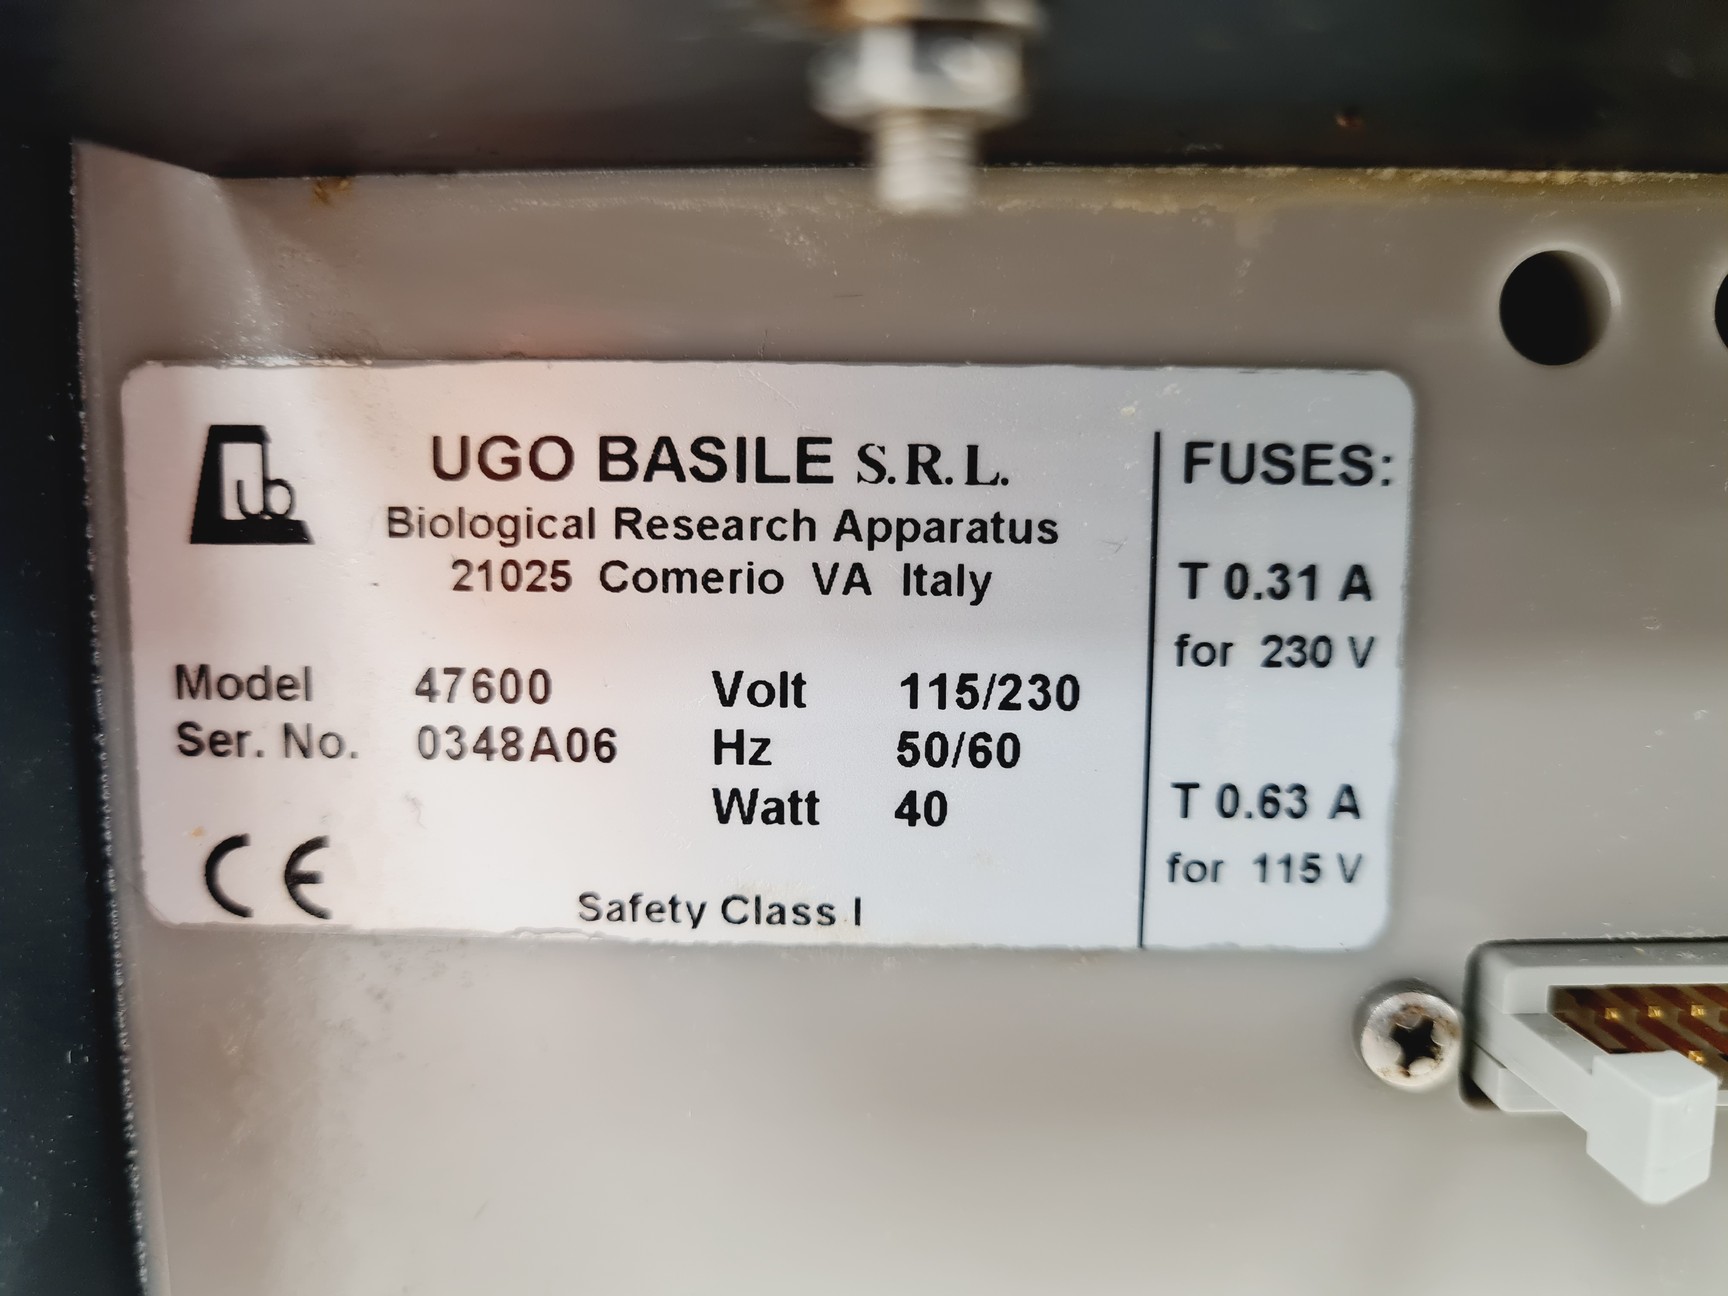 ub
UGO BASILE S.R.L.
Biological Research Apparatus
21025 Comerio VA Italy
Model 47600
Ser. No. 0348A06
Volt 115/230
Hz 50/60
Watt 40
CE
Safety Class I
FUSES:
T 0.31 A
for 230 V
T 0.63 A
for 115 V